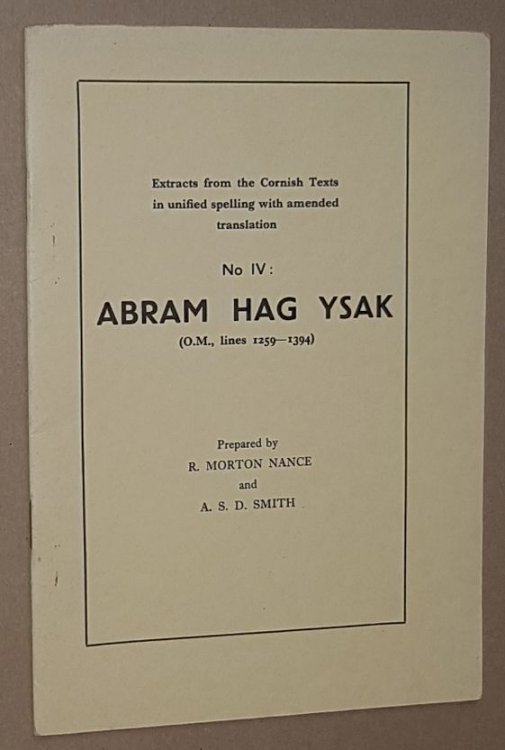 Extracts from the Cornish Texts
in unified spelling with amended
translation
No IV:
ABRAM HAG YSAK
(O.M., lines 1259—1394)
Prepared by
R. MORTON NANCE
and
A. S. D. SMITH